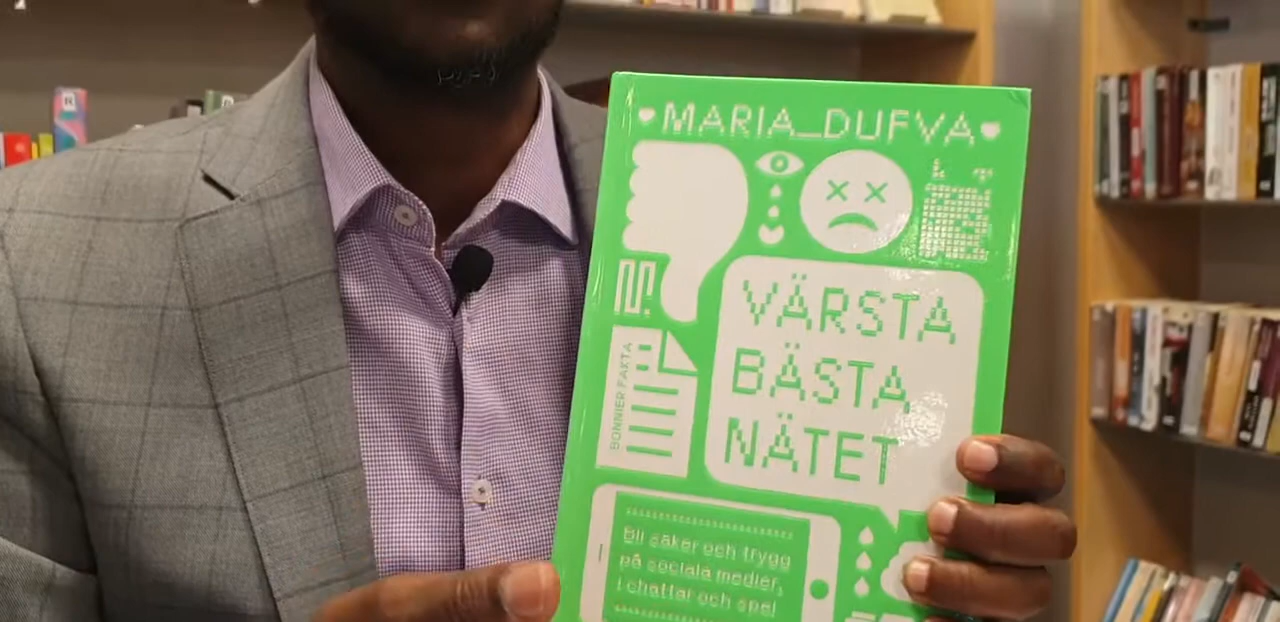 MARIA_DUFVA
VÄRSTA
BÄSTA
NÄTET
BONNIER FAKTA
Bli säker och trygg
på sociala medier,
i chattar och spel